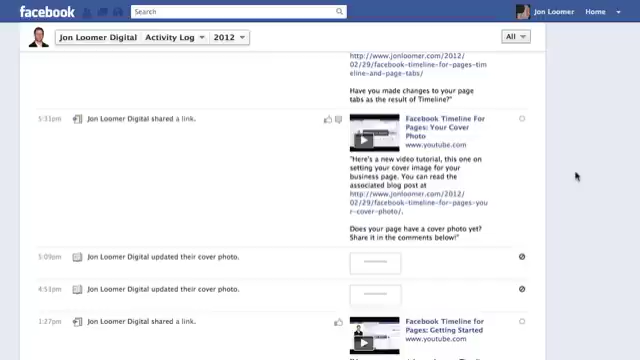 facebook
Search
Jon Loomer
Home
Jon Loomer Digital
Activity Log
2012
All
http://www.jonloomer.com/2012/
02/29/facebook-timeline-for-pages-tim
eline-and-page-tabs/
Have you made changes to your page
tabs as the result of Timeline?"
5:31pm
Jon Loomer Digital shared a link.
Facebook Timeline For
Pages: Your Cover
Photo
www.youtube.com
"Here's a new video tutorial, this one on
setting your cover image for your
business page. You can read the
associated blog post at
http://www.jonloomer.com/2012/
02/29/facebook-timeline-for-pages-you
r-cover-photo/.
Does your page have a cover photo yet?
Share it in the comments below!"
5:09pm
Jon Loomer Digital updated their cover photo.
4:51pm
Jon Loomer Digital updated their cover photo.
1:27pm
Jon Loomer Digital shared a link.
Facebook Timeline for
Pages: Getting Started
www.youtube.com